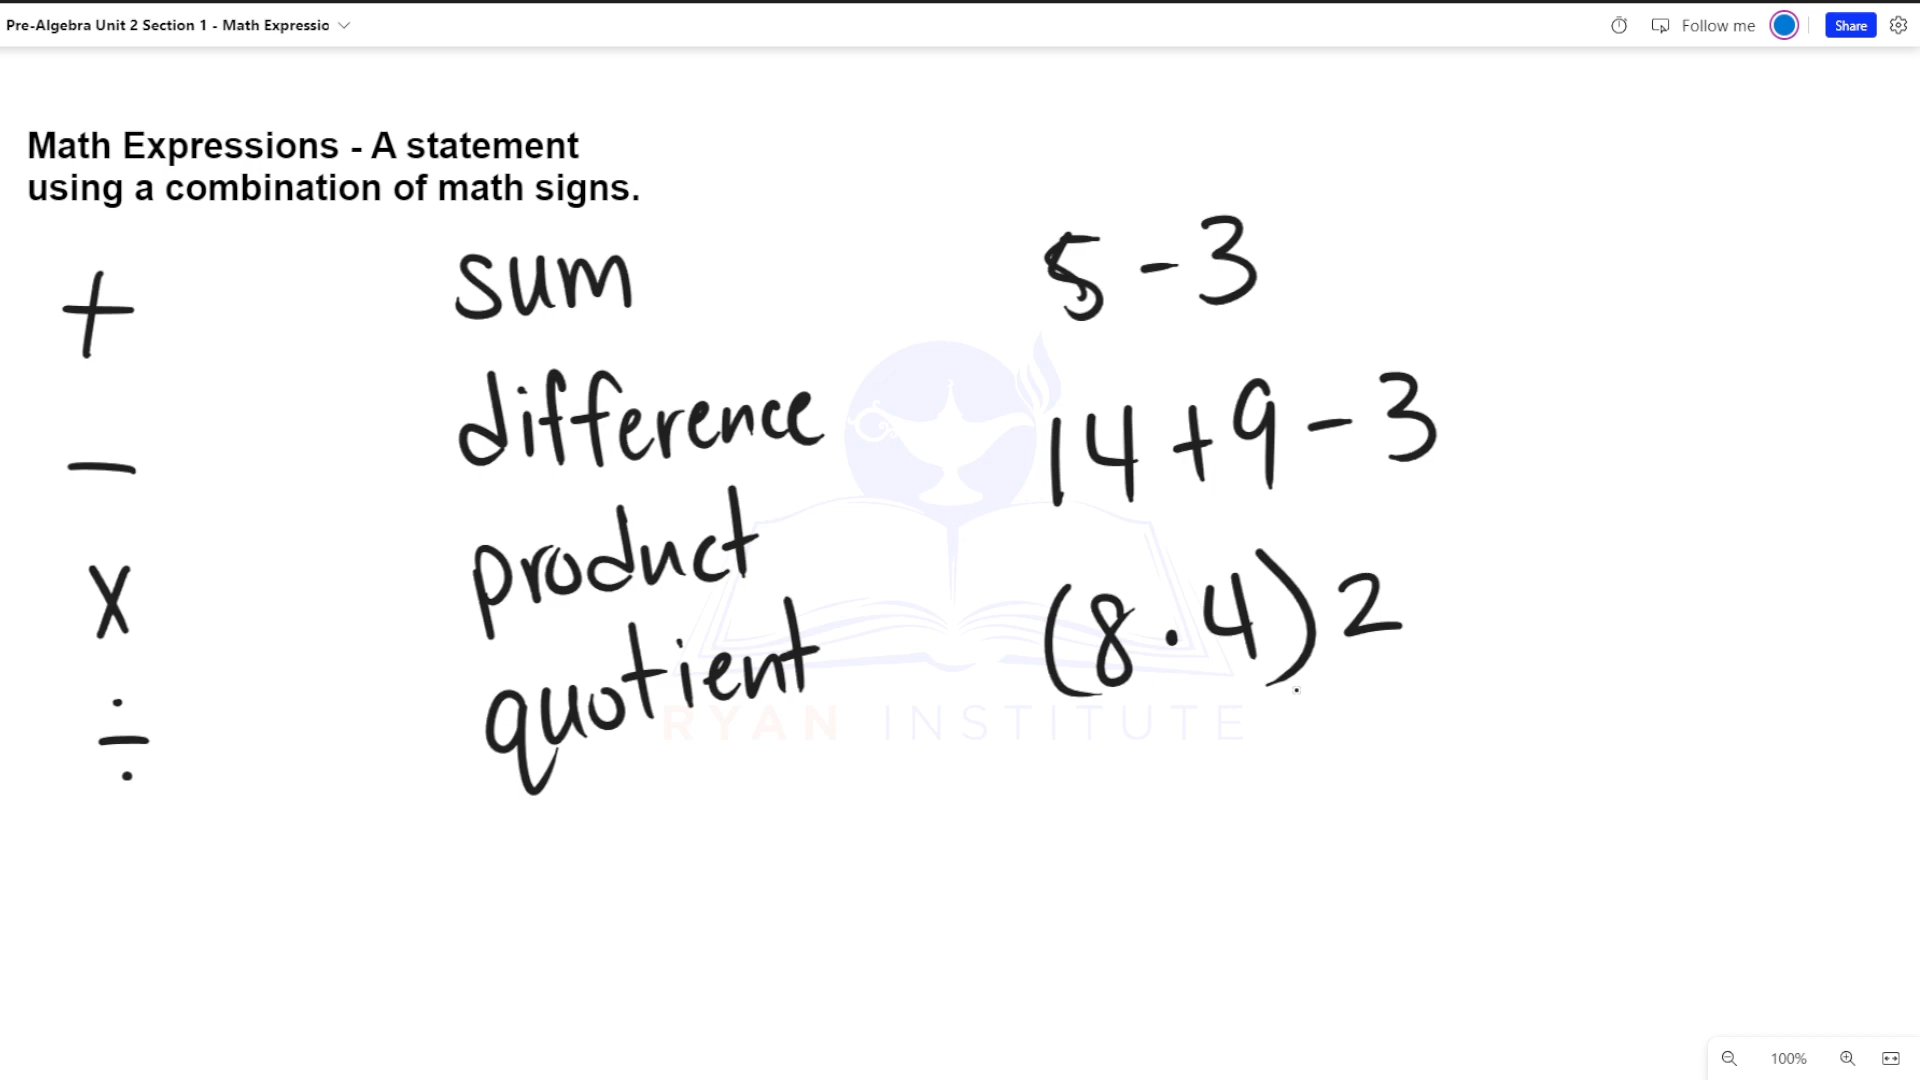 Pre-Algebra Unit 2 Section 1 - Math Expressio
Follow me
Share
Math Expressions - A statement
using a combination of math signs.
+ sum 5 - 3
- difference 14 + 9 - 3
x product (8 · 4) 2
÷ quotient
RYAN INSTITUTE
100%